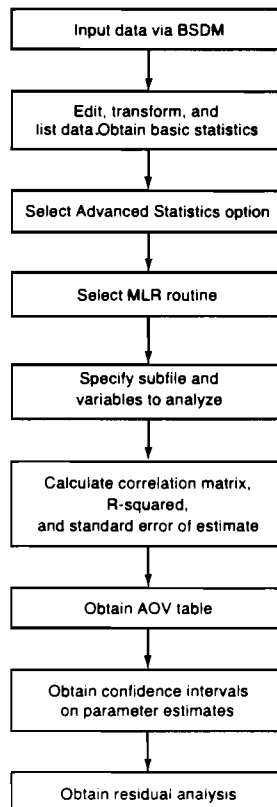 Input data via BSDM
Edit, transform, and
list data.Obtain basic statistics
Select Advanced Statistics option
Select MLR routine
Specify subfile and
variables to analyze
Calculate correlation matrix,
R-squared,
and standard error of estimate
Obtain AOV table
Obtain confidence intervals
on parameter estimates
Obtain residual analysis